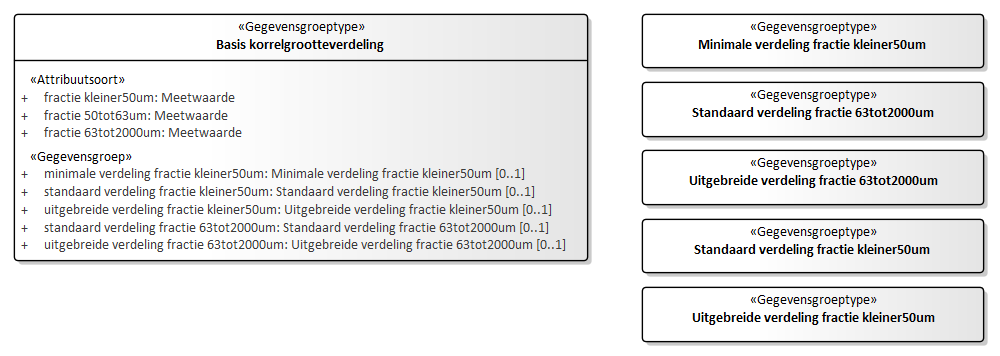 «Gegevensgroeptype»
Basis korrelgrootteverdeling
«Attribuutsoort»
+ fractie kleiner50um: Meetwaarde
+ fractie 50tot63um: Meetwaarde
+ fractie 63tot2000um: Meetwaarde
«Gegevensgroep»
+ minimale verdeling fractie kleiner50um: Minimale verdeling fractie kleiner50um [0..1]
+ standaard verdeling fractie kleiner50um: Standaard verdeling fractie kleiner50um [0..1]
+ uitgebreide verdeling fractie kleiner50um: Uitgebreide verdeling fractie kleiner50um [0..1]
+ standaard verdeling fractie 63tot2000um: Standaard verdeling fractie 63tot2000um [0..1]
+ uitgebreide verdeling fractie 63tot2000um: Uitgebreide verdeling fractie 63tot2000um [0..1]
«Gegevensgroeptype»
Minimale verdeling fractie kleiner50um
«Gegevensgroeptype»
Standaard verdeling fractie 63tot2000um
«Gegevensgroeptype»
Uitgebreide verdeling fractie 63tot2000um
«Gegevensgroeptype»
Standaard verdeling fractie kleiner50um
«Gegevensgroeptype»
Uitgebreide verdeling fractie kleiner50um